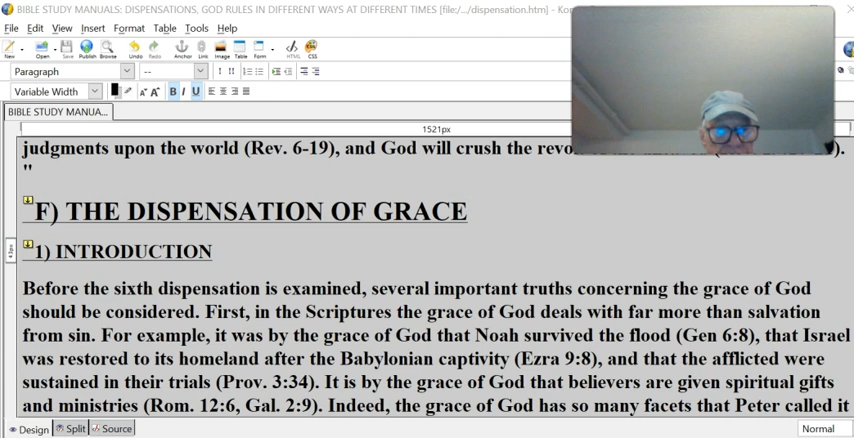 BIBLE STUDY MANUALS: DISPENSATIONS, GOD RULES IN DIFFERENT WAYS AT DIFFERENT TIMES [file:/.../dispensation.htm] - Ko
File Edit View Insert Format Table Tools Help
New Open Save Publish Browse Undo Redo Anchor Link Image Table Form HTML CSS
Paragraph --
Variable Width A A B I U
BIBLE STUDY MANUA...
1521px
judgments upon the world (Rev. 6-19), and God will crush the revo
"
F) THE DISPENSATION OF GRACE
1) INTRODUCTION
Before the sixth dispensation is examined, several important truths concerning the grace of God
should be considered. First, in the Scriptures the grace of God deals with far more than salvation
from sin. For example, it was by the grace of God that Noah survived the flood (Gen 6:8), that Israel
was restored to its homeland after the Babylonian captivity (Ezra 9:8), and that the afflicted were
sustained in their trials (Prov. 3:34). It is by the grace of God that believers are given spiritual gifts
and ministries (Rom. 12:6, Gal. 2:9). Indeed, the grace of God has so many facets that Peter called it
Design Split Source Normal